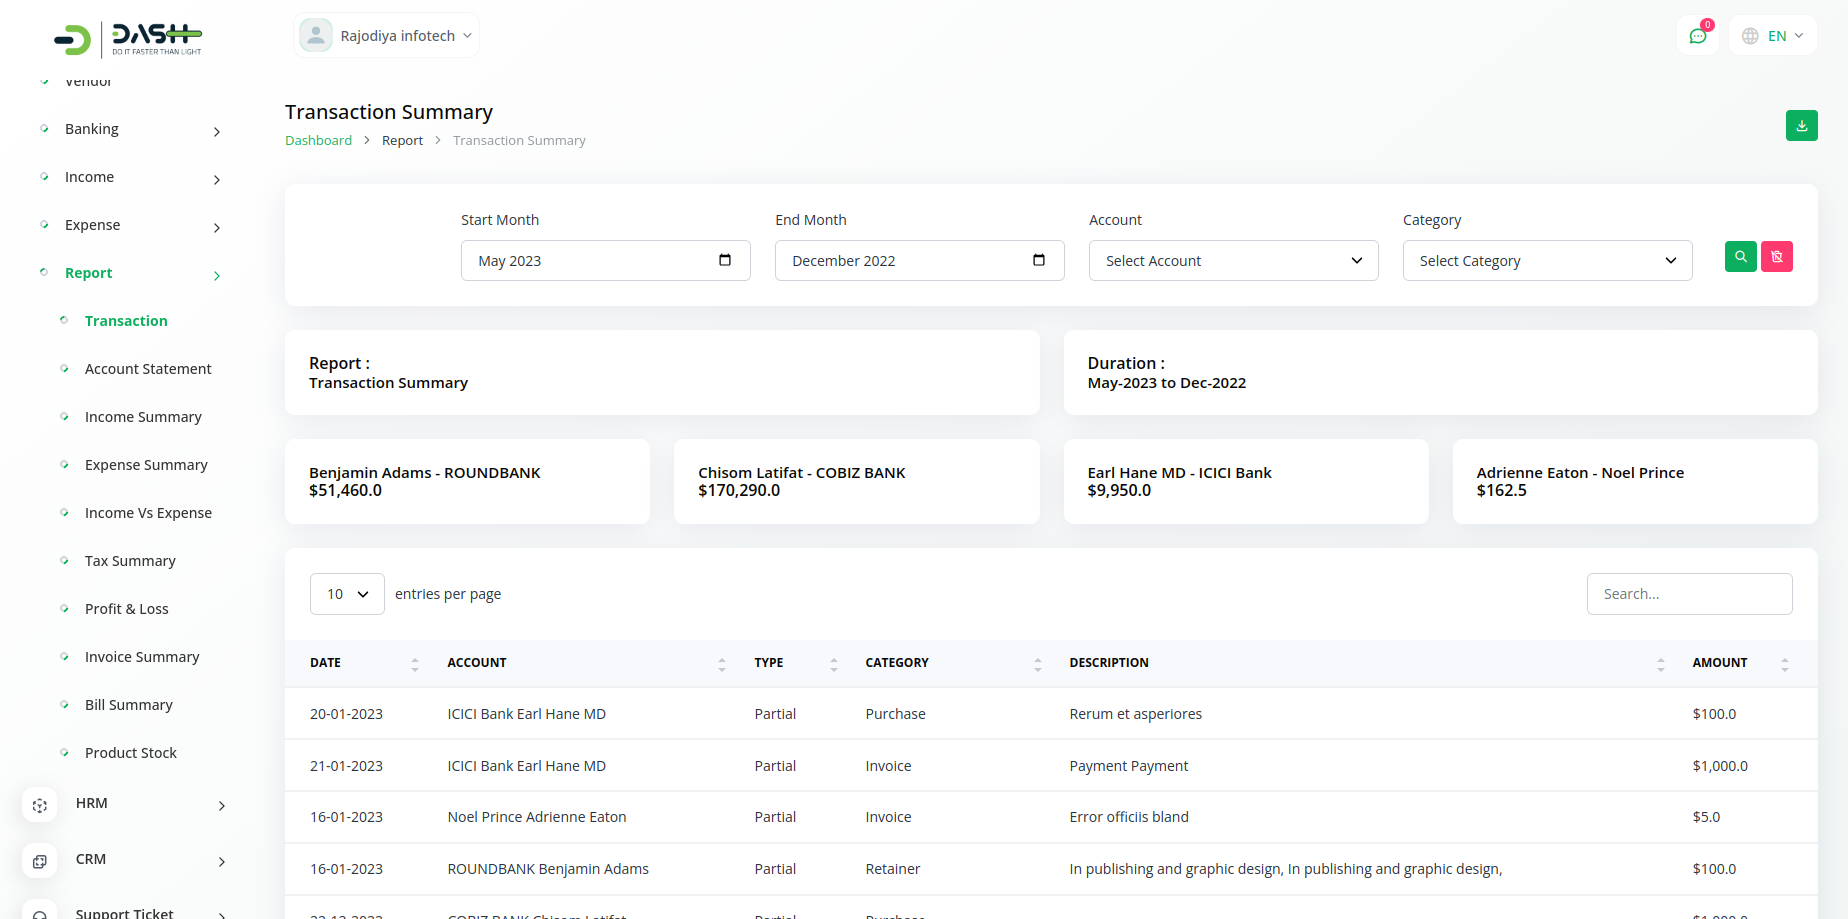 DASH
DO IT FASTER THAN LIGHT
Rajodiya infotech
0
EN
Vendor
Banking
Income
Expense
Report
Transaction
Account Statement
Income Summary
Expense Summary
Income Vs Expense
Tax Summary
Profit & Loss
Invoice Summary
Bill Summary
Product Stock
HRM
CRM
Support Ticket
Transaction Summary
Dashboard > Report > Transaction Summary
Start Month End Month Account Category
May 2023 December 2022 Select Account Select Category
Report :
Transaction Summary
Duration :
May-2023 to Dec-2022
Benjamin Adams - ROUNDBANK
$51,460.0
Chisom Latifat - COBIZ BANK
$170,290.0
Earl Hane MD - ICICI Bank
$9,950.0
Adrienne Eaton - Noel Prince
$162.5
10 entries per page
Search...
DATE ACCOUNT TYPE CATEGORY DESCRIPTION AMOUNT
20-01-2023 ICICI Bank Earl Hane MD Partial Purchase Rerum et asperiores $100.0
21-01-2023 ICICI Bank Earl Hane MD Partial Invoice Payment Payment $1,000.0
16-01-2023 Noel Prince Adrienne Eaton Partial Invoice Error officiis bland $5.0
16-01-2023 ROUNDBANK Benjamin Adams Partial Retainer In publishing and graphic design, In publishing and graphic design, $100.0
COBIZ BANK Chisom Latifat Partial Purchase